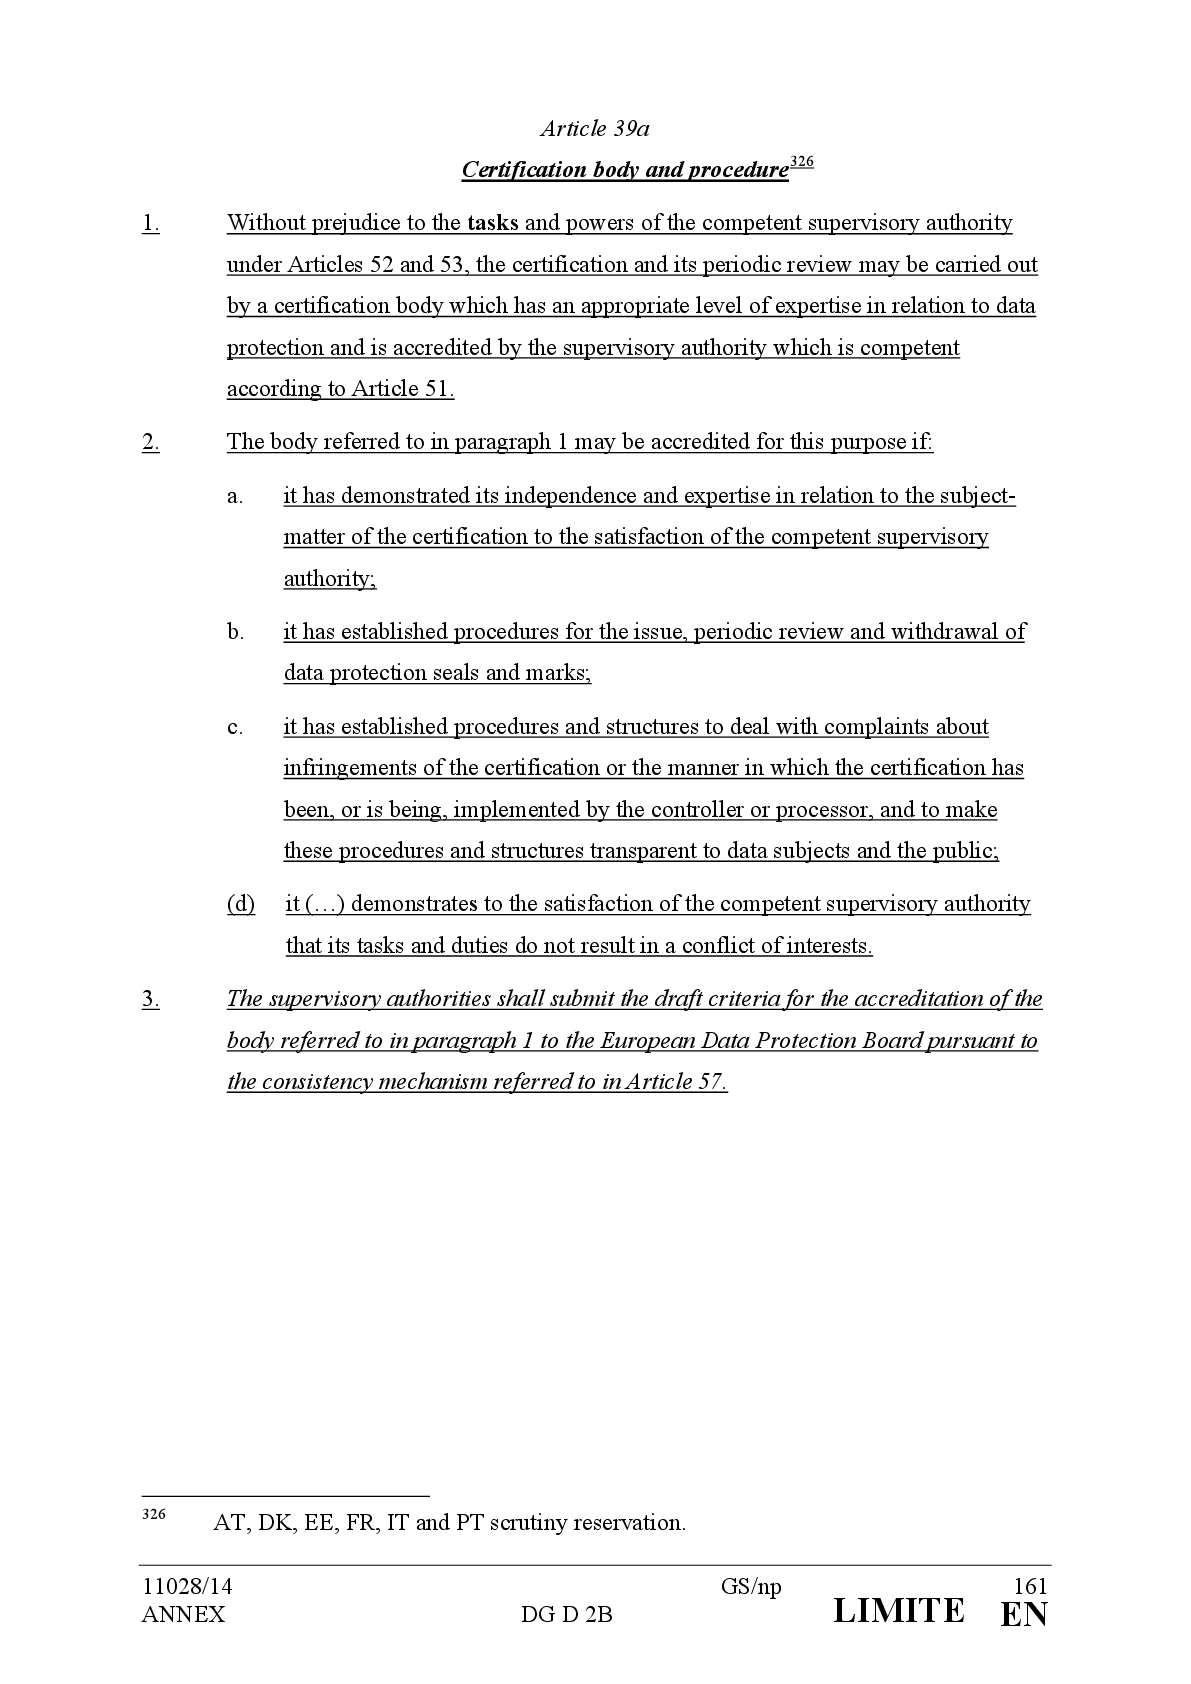 Article 39a
Certification body and procedure326
1. Without prejudice to the tasks and powers of the competent supervisory authority
under Articles 52 and 53, the certification and its periodic review may be carried out
by a certification body which has an appropriate level of expertise in relation to data
protection and is accredited by the supervisory authority which is competent
according to Article 51.
2. The body referred to in paragraph 1 may be accredited for this purpose if:
a. it has demonstrated its independence and expertise in relation to the subject-
matter of the certification to the satisfaction of the competent supervisory
authority;
b. it has established procedures for the issue, periodic review and withdrawal of
data protection seals and marks;
c. it has established procedures and structures to deal with complaints about
infringements of the certification or the manner in which the certification has
been, or is being, implemented by the controller or processor, and to make
these procedures and structures transparent to data subjects and the public;
(d) it (…) demonstrates to the satisfaction of the competent supervisory authority
that its tasks and duties do not result in a conflict of interests.
3. The supervisory authorities shall submit the draft criteria for the accreditation of the
body referred to in paragraph 1 to the European Data Protection Board pursuant to
the consistency mechanism referred to in Article 57.
326 AT, DK, EE, FR, IT and PT scrutiny reservation.
11028/14 GS/np 161
ANNEX DG D 2B LIMITE EN